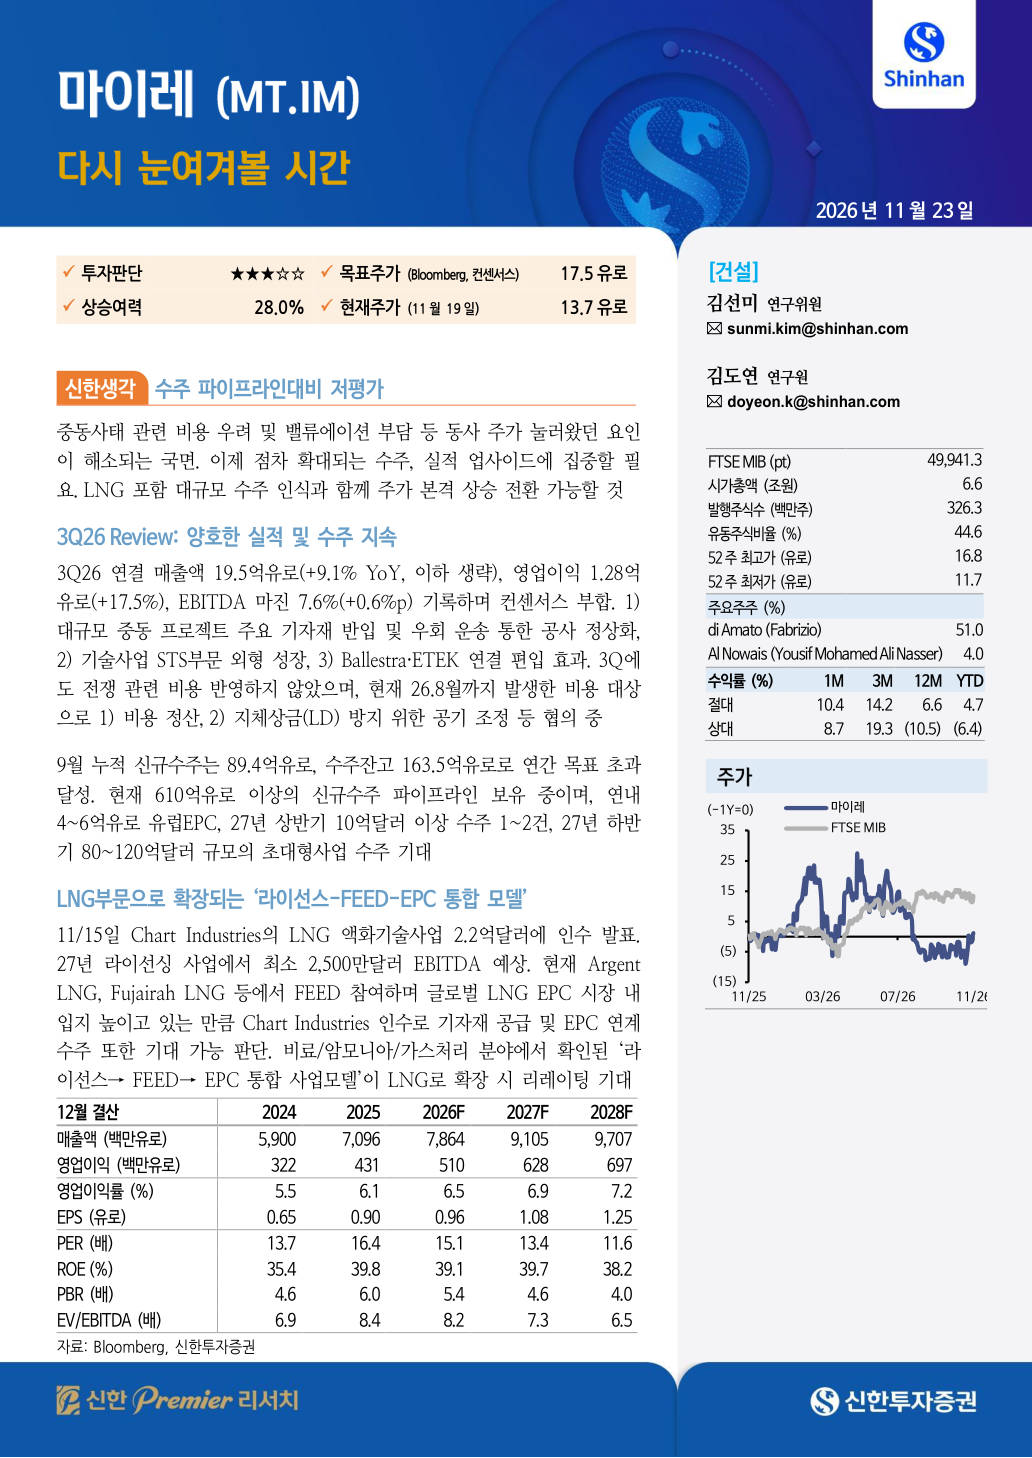 Shinhan
마이레 (MT.IM)
다시 눈여겨볼 시간
2026년 11월 23일
✓ 투자판단 ★★★☆☆ ✓ 목표주가 (Bloomberg, 컨센서스) 17.5 유로
✓ 상승여력 28.0% ✓ 현재주가 (11월 19일) 13.7 유로
신한생각 수주 파이프라인대비 저평가
중동사태 관련 비용 우려 및 밸류에이션 부담 등 동사 주가 눌러왔던 요인
이 해소되는 국면. 이제 점차 확대되는 수주, 실적 업사이드에 집중할 필
요. LNG 포함 대규모 수주 인식과 함께 주가 본격 상승 전환 가능할 것
3Q26 Review: 양호한 실적 및 수주 지속
3Q26 연결 매출액 19.5억유로(+9.1% YoY, 이하 생략), 영업이익 1.28억
유로(+17.5%), EBITDA 마진 7.6%(+0.6%p) 기록하며 컨센서스 부합. 1)
대규모 중동 프로젝트 주요 기자재 반입 및 우회 운송 통한 공사 정상화,
2) 기술사업 STS부문 외형 성장, 3) Ballestra·ETEK 연결 편입 효과. 3Q에
도 전쟁 관련 비용 반영하지 않았으며, 현재 26.8월까지 발생한 비용 대상
으로 1) 비용 정산, 2) 지체상금(LD) 방지 위한 공기 조정 등 협의 중
9월 누적 신규수주는 89.4억유로, 수주잔고 163.5억유로로 연간 목표 초과
달성. 현재 610억유로 이상의 신규수주 파이프라인 보유 중이며, 연내
4~6억유로 유럽EPC, 27년 상반기 10억달러 이상 수주 1~2건, 27년 하반
기 80~120억달러 규모의 초대형사업 수주 기대
LNG부문으로 확장되는 ‘라이선스-FEED-EPC 통합 모델’
11/15일 Chart Industries의 LNG 액화기술사업 2.2억달러에 인수 발표.
27년 라이선싱 사업에서 최소 2,500만달러 EBITDA 예상. 현재 Argent
LNG, Fujairah LNG 등에서 FEED 참여하며 글로벌 LNG EPC 시장 내
입지 높이고 있는 만큼 Chart Industries 인수로 기자재 공급 및 EPC 연계
수주 또한 기대 가능 판단. 비료/암모니아/가스처리 분야에서 확인된 ‘라
이선스→ FEED→ EPC 통합 사업모델’이 LNG로 확장 시 리레이팅 기대
12월 결산 2024 2025 2026F 2027F 2028F
매출액 (백만유로) 5,900 7,096 7,864 9,105 9,707
영업이익 (백만유로) 322 431 510 628 697
영업이익률 (%) 5.5 6.1 6.5 6.9 7.2
EPS (유로) 0.65 0.90 0.96 1.08 1.25
PER (배) 13.7 16.4 15.1 13.4 11.6
ROE (%) 35.4 39.8 39.1 39.7 38.2
PBR (배) 4.6 6.0 5.4 4.6 4.0
EV/EBITDA (배) 6.9 8.4 8.2 7.3 6.5
자료: Bloomberg, 신한투자증권
[건설]
김선미 연구위원
sunmi.kim@shinhan.com
김도연 연구원
doyeon.k@shinhan.com
FTSE MIB (pt) 49,941.3
시가총액 (조원) 6.6
발행주식수 (백만주) 326.3
유동주식비율 (%) 44.6
52주 최고가 (유로) 16.8
52주 최저가 (유로) 11.7
주요주주 (%)
di Amato (Fabrizio) 51.0
Al Nowais (Yousif Mohamed Ali Nasser) 4.0
수익률 (%) 1M 3M 12M YTD
절대 10.4 14.2 6.6 4.7
상대 8.7 19.3 (10.5) (6.4)
주가
(-1Y=0)
마이레
FTSE MIB
35
25
15
5
(5)
(15)
11/25 03/26 07/26 11/26
신한 Premier 리서치
신한투자증권